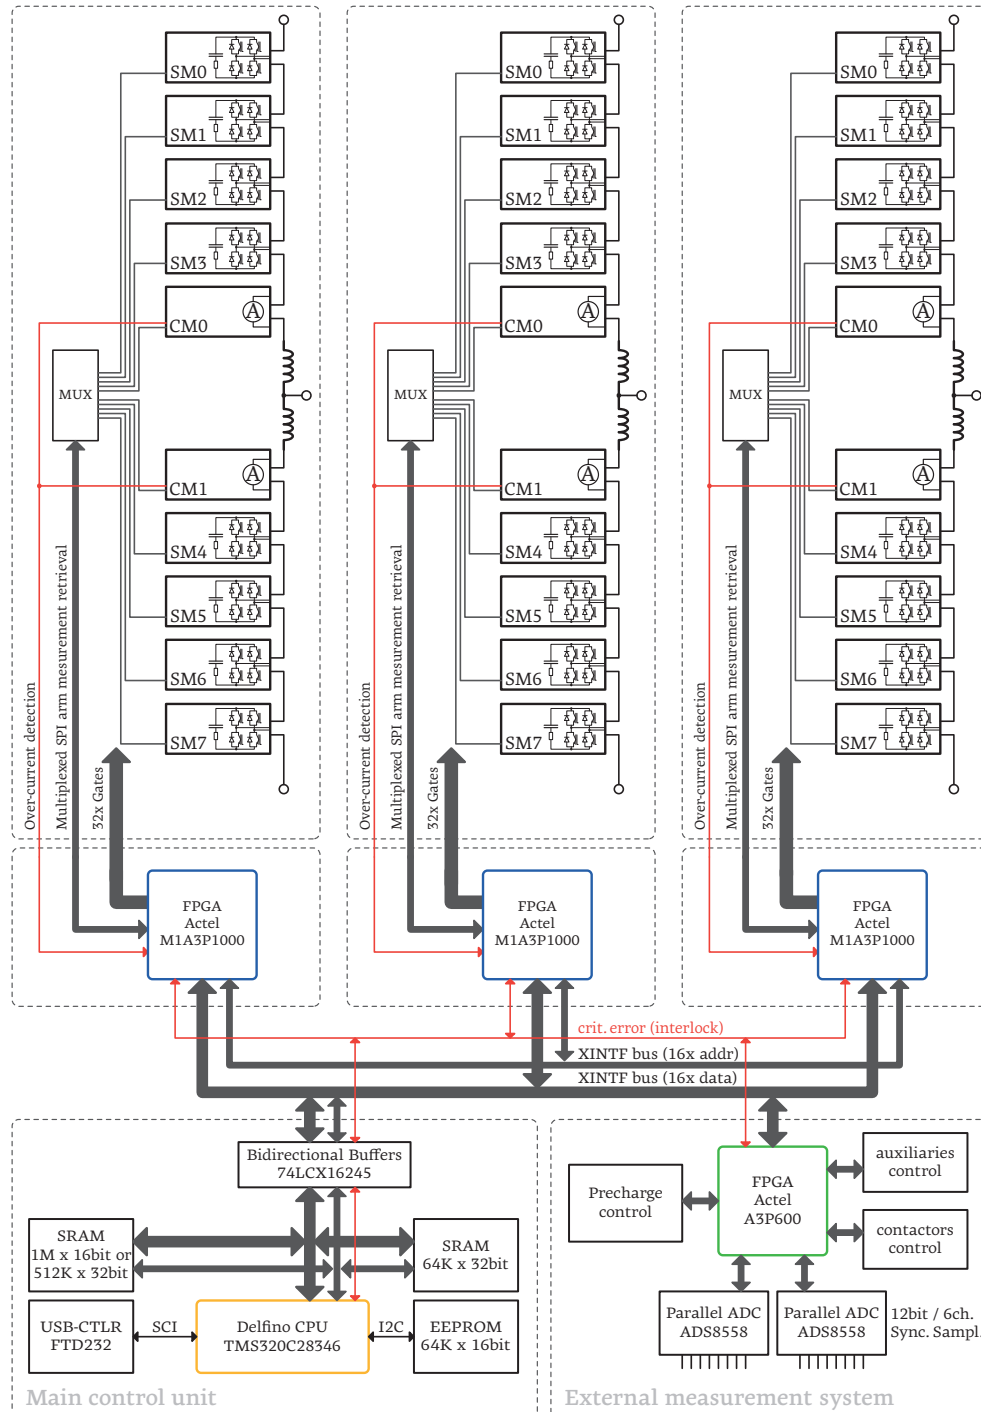 SM0
SM1
SM2
SM3
A
CM0
MUX
A
CM1
SM4
SM5
SM6
SM7
Over-current detection
Multiplexed SPI arm mesurement retrieval
32x Gates
FPGA
Actel
M1A3P1000
SM0
SM1
SM2
SM3
A
CM0
MUX
A
CM1
SM4
SM5
SM6
SM7
Over-current detection
Multiplexed SPI arm mesurement retrieval
32x Gates
FPGA
Actel
M1A3P1000
SM0
SM1
SM2
SM3
A
CM0
MUX
A
CM1
SM4
SM5
SM6
SM7
Over-current detection
Multiplexed SPI arm mesurement retrieval
32x Gates
FPGA
Actel
M1A3P1000
crit. error (interlock)
XINTF bus (16x addr)
XINTF bus (16x data)
Bidirectional Buffers
74LCX16245
SRAM
1M x 16bit or
512K x 32bit
SRAM
64K x 32bit
USB-CTLR
FTD232
SCI
Delfino CPU
TMS320C28346
I2C
EEPROM
64K x 16bit
Main control unit
Precharge
control
FPGA
Actel
A3P600
auxiliaries
control
contactors
control
Parallel ADC
ADS8558
Parallel ADC
ADS8558
12bit / 6ch.
Sync. Sampl.
External measurement system